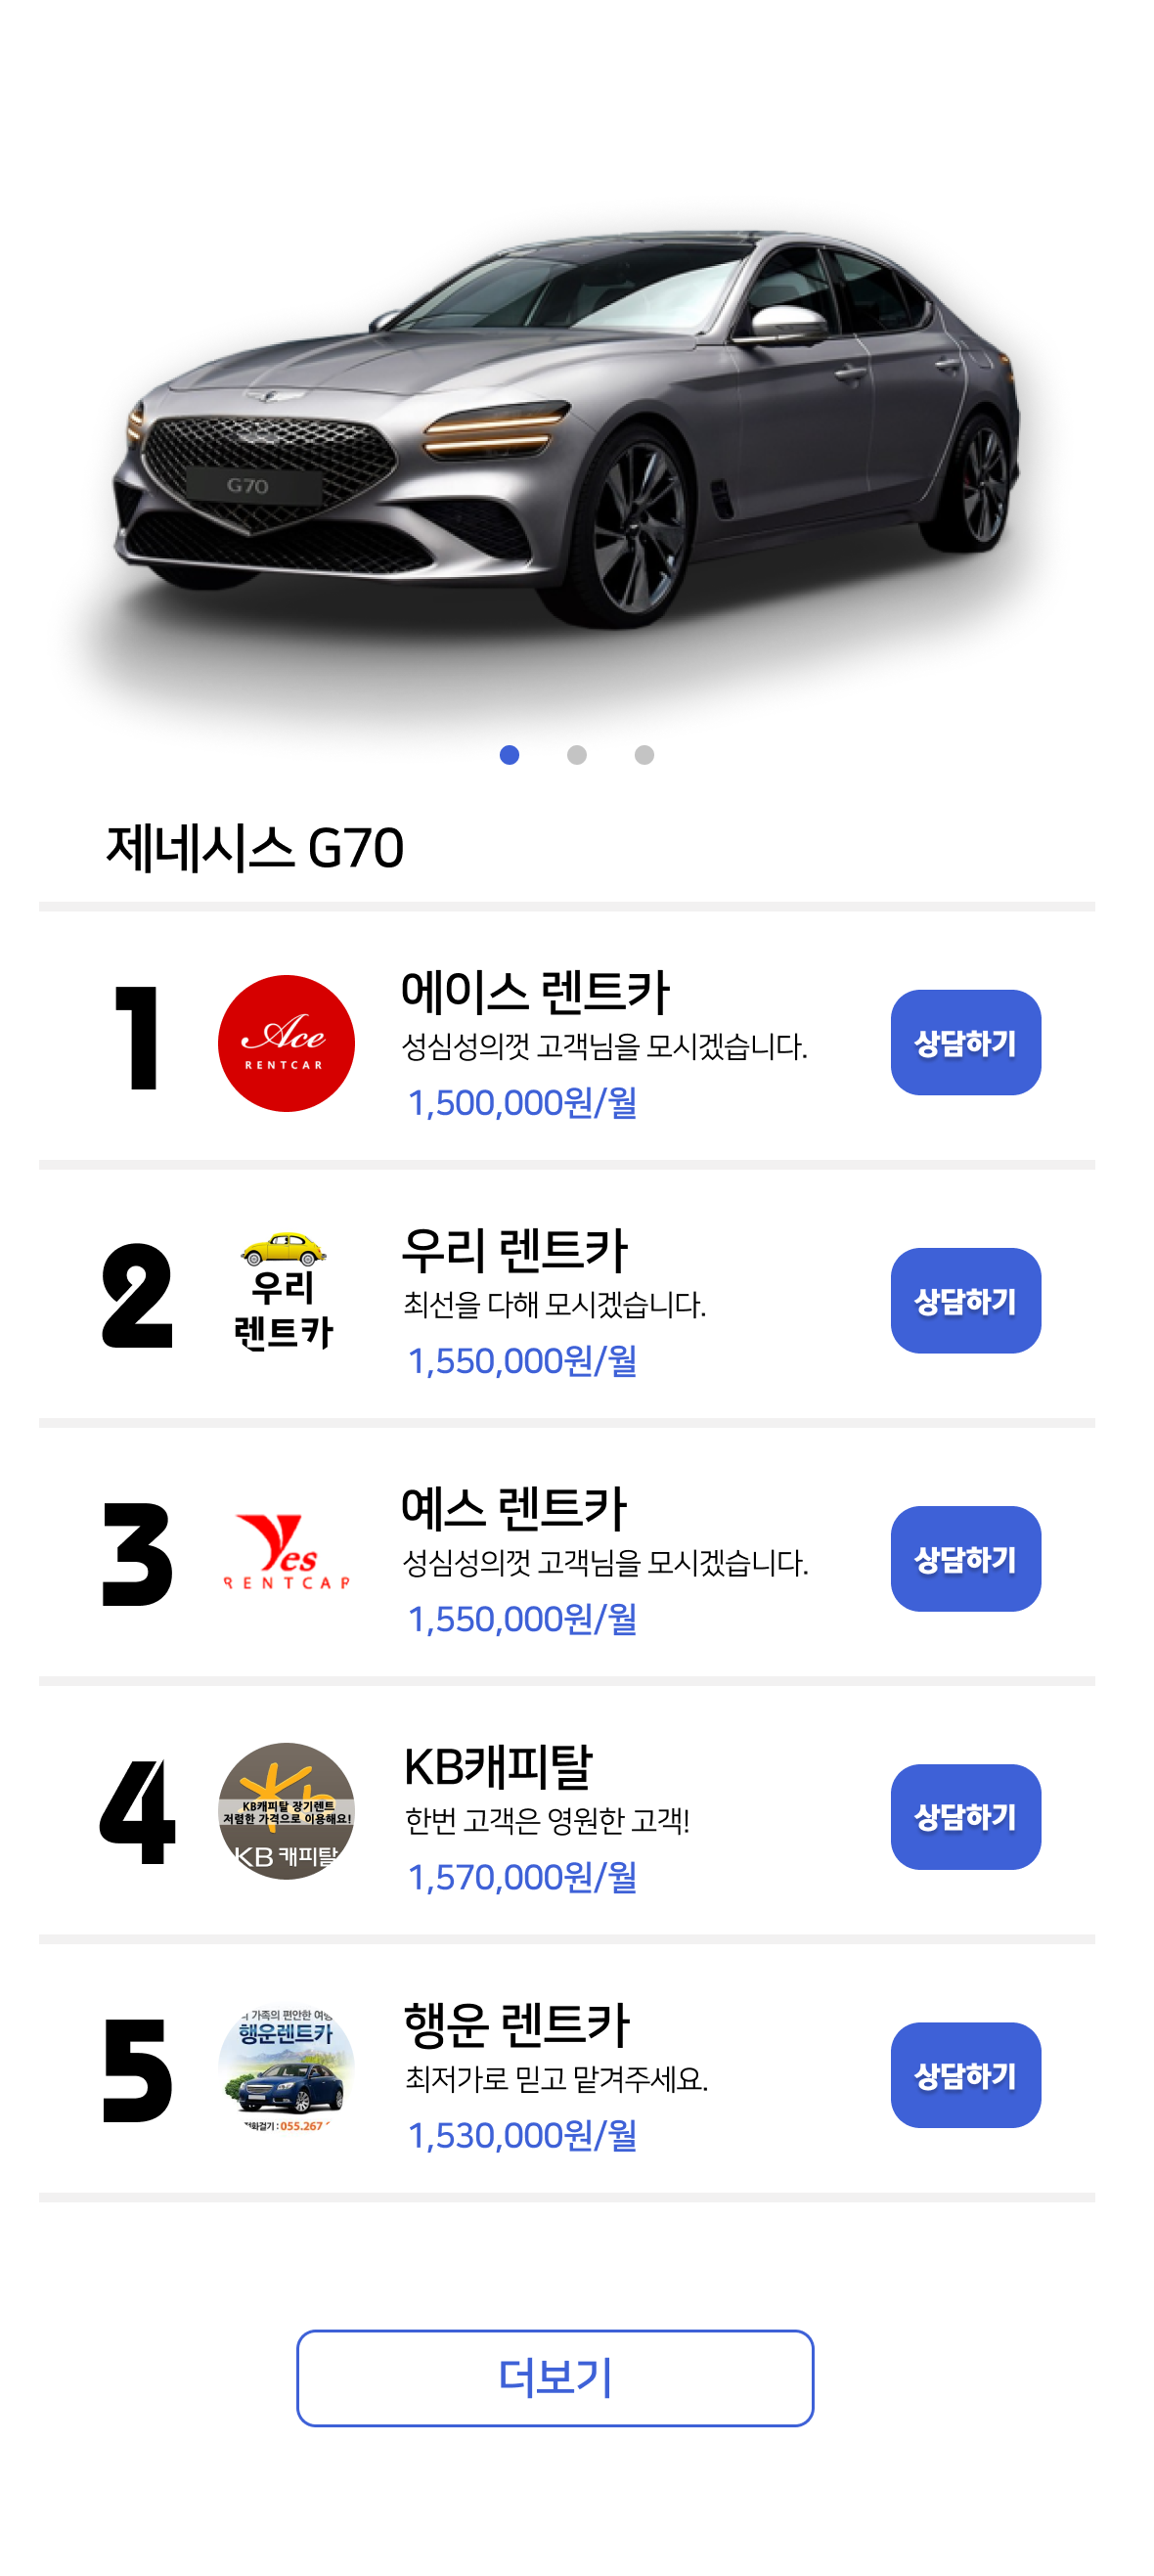 G70
제네시스 G70
1
Ace
RENTCAR
에이스 렌트카
성심성의껏 고객님을 모시겠습니다.
1,500,000원/월
상담하기
2
우리
렌트카
우리 렌트카
최선을 다해 모시겠습니다.
1,550,000원/월
상담하기
3
Yes
RENTCAR
예스 렌트카
성심성의껏 고객님을 모시겠습니다.
1,550,000원/월
상담하기
4
KB캐피탈 장기렌트
저렴한 가격으로 이용해요!
KB 캐피탈
KB캐피탈
한번 고객은 영원한 고객!
1,570,000원/월
상담하기
5
가족의 편안한
행운렌트카
055.267
행운 렌트카
최저가로 믿고 맡겨주세요.
1,530,000원/월
상담하기
더보기